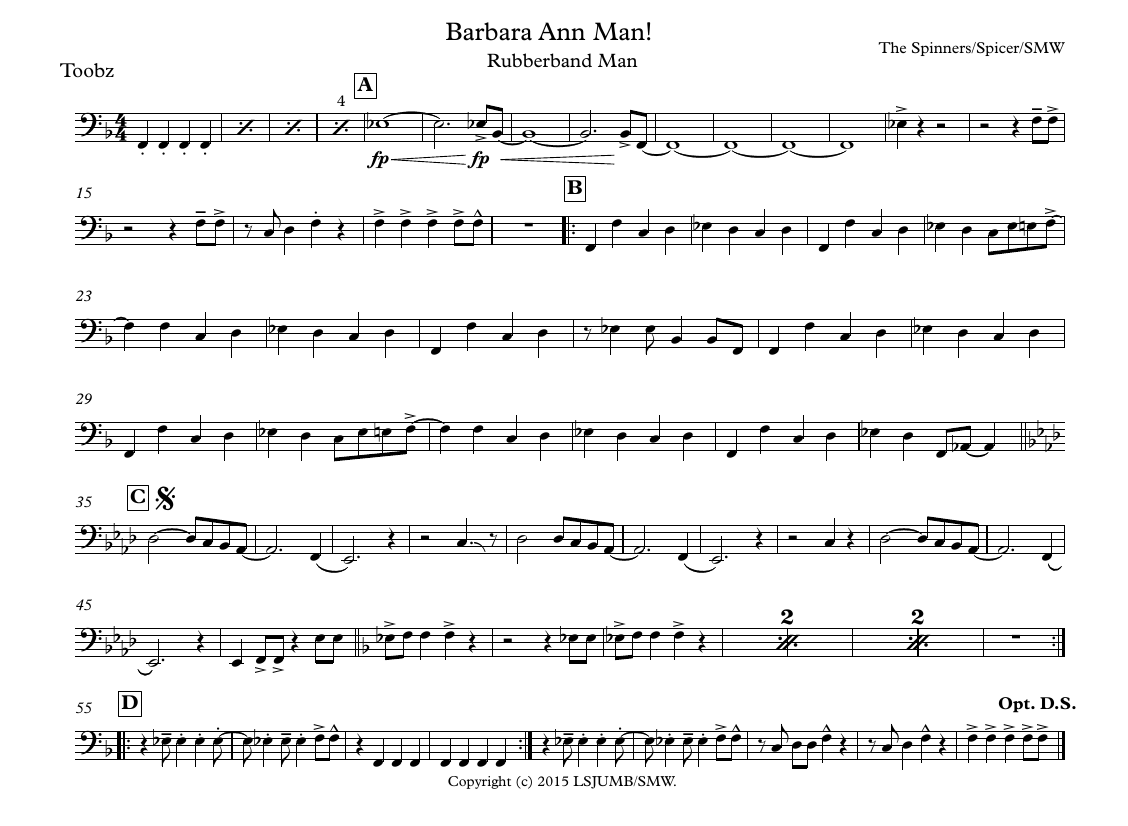 Barbara Ann Man!
Rubberband Man
The Spinners/Spicer/SMW
Toobz
A
4
fp fp
15
B
23
29
35
C
45
2 2
55
D
Opt. D.S.
Copyright (c) 2015 LSJUMB/SMW.